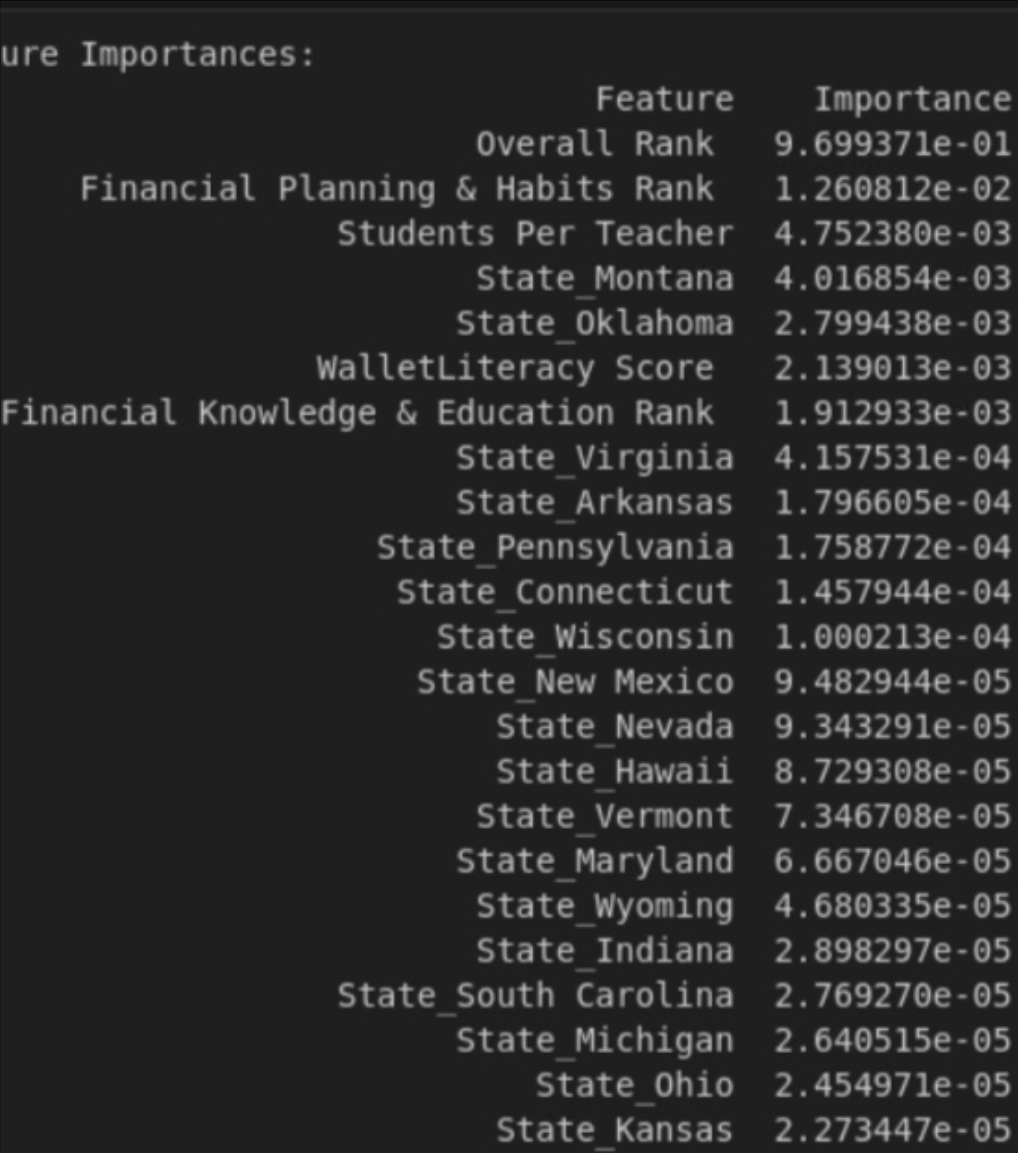 ure Importances:
Feature Importance
Overall Rank 9.699371e-01
Financial Planning & Habits Rank 1.260812e-02
Students Per Teacher 4.752380e-03
State_Montana 4.016854e-03
State_Oklahoma 2.799438e-03
WalletLiteracy Score 2.139013e-03
Financial Knowledge & Education Rank 1.912933e-03
State_Virginia 4.157531e-04
State_Arkansas 1.796605e-04
State_Pennsylvania 1.758772e-04
State_Connecticut 1.457944e-04
State_Wisconsin 1.000213e-04
State_New Mexico 9.482944e-05
State_Nevada 9.343291e-05
State_Hawaii 8.729308e-05
State_Vermont 7.346708e-05
State_Maryland 6.667046e-05
State_Wyoming 4.680335e-05
State_Indiana 2.898297e-05
State_South Carolina 2.769270e-05
State_Michigan 2.640515e-05
State_Ohio 2.454971e-05
State_Kansas 2.273447e-05